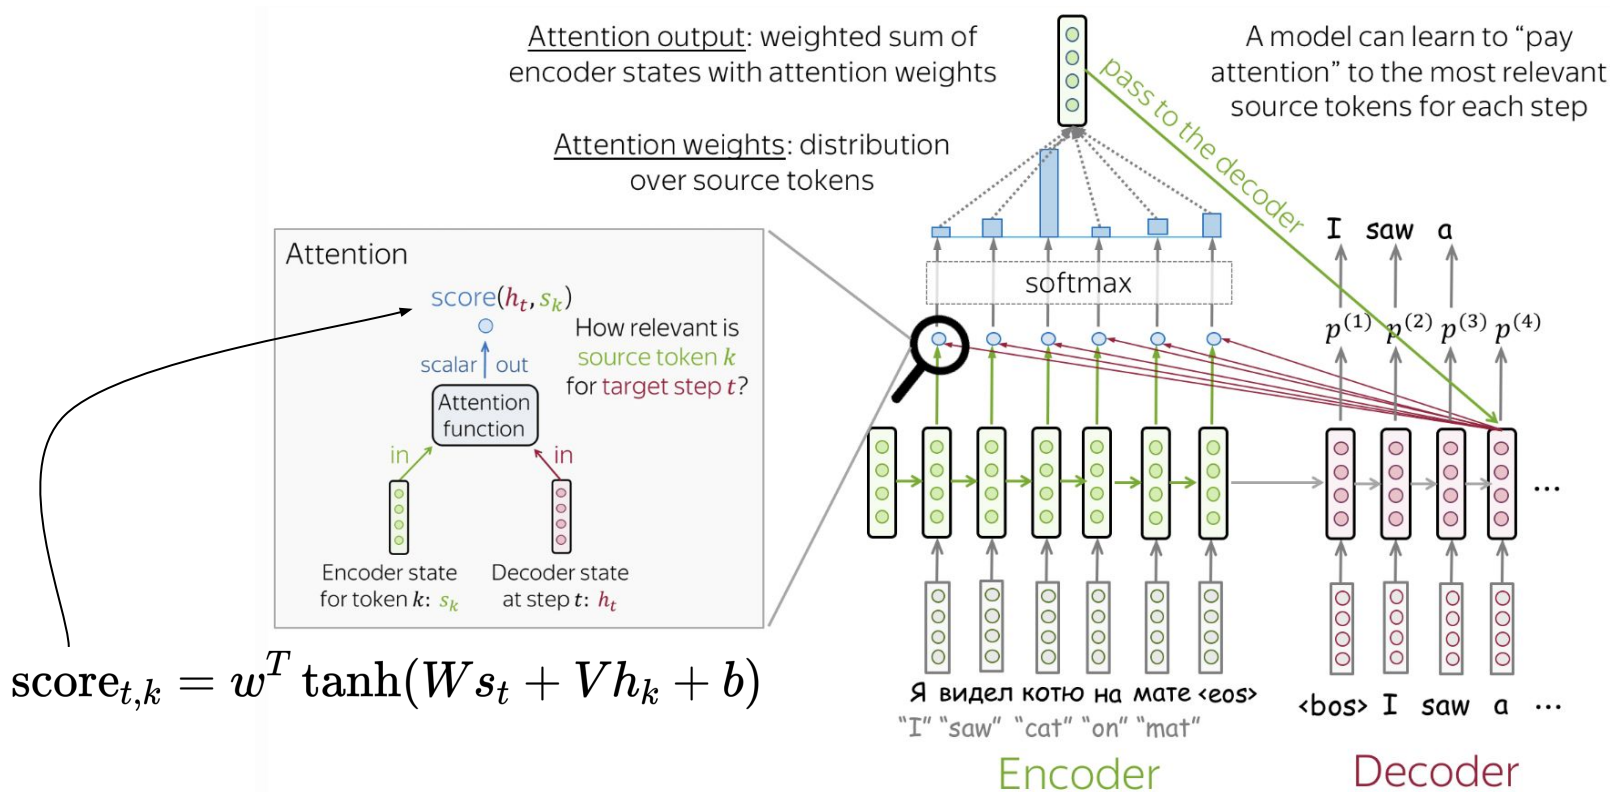 Attention output: weighted sum of
encoder states with attention weights
A model can learn to “pay
attention” to the most relevant
source tokens for each step
pass to the decoder
Attention weights: distribution
over source tokens
I saw a
Attention
softmax
score(h_t, s_k)
How relevant is
source token k
for target step t?
scalar out
p^(1) p^(2) p^(3) p^(4)
Attention
function
in in
...
Encoder state
for token k: s_k
Decoder state
at step t: h_t
score_{t,k} = w^T tanh(W s_t + V h_k + b)
Я видел котю на мате <eos>
“I” “saw” “cat” “on” “mat”
<bos> I saw a ...
Encoder
Decoder